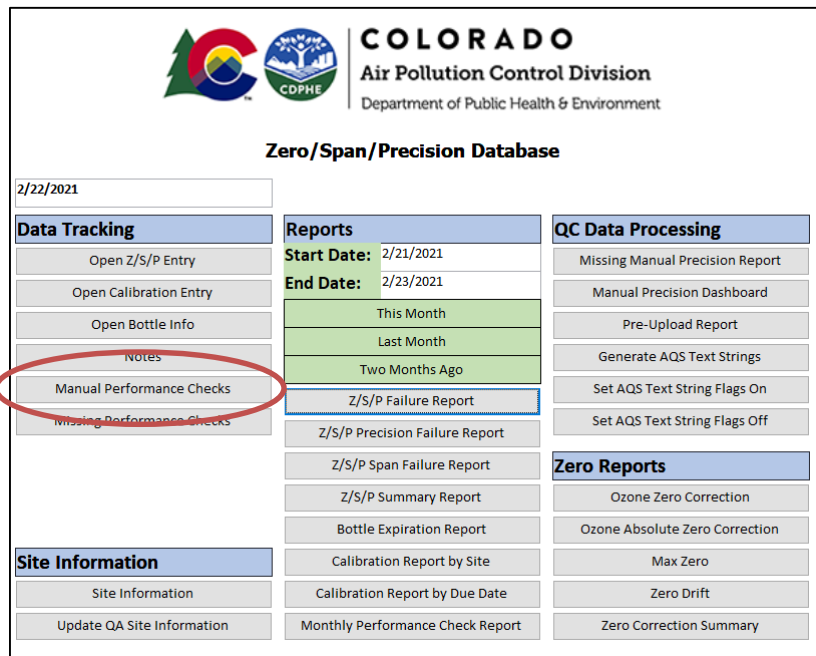 COLORADO
Air Pollution Control Division
CDPHE
TM
Department of Public Health & Environment
Zero/Span/Precision Database
2/22/2021
Data Tracking
Open Z/S/P Entry
Open Calibration Entry
Open Bottle Info
Notes
Manual Performance Checks
Missing Performance Checks
Site Information
Site Information
Update QA Site Information
Reports
Start Date: 2/21/2021
End Date: 2/23/2021
This Month
Last Month
Two Months Ago
Z/S/P Failure Report
Z/S/P Precision Failure Report
Z/S/P Span Failure Report
Z/S/P Summary Report
Bottle Expiration Report
Calibration Report by Site
Calibration Report by Due Date
Monthly Performance Check Report
QC Data Processing
Missing Manual Precision Report
Manual Precision Dashboard
Pre-Upload Report
Generate AQS Text Strings
Set AQS Text String Flags On
Set AQS Text String Flags Off
Zero Reports
Ozone Zero Correction
Ozone Absolute Zero Correction
Max Zero
Zero Drift
Zero Correction Summary